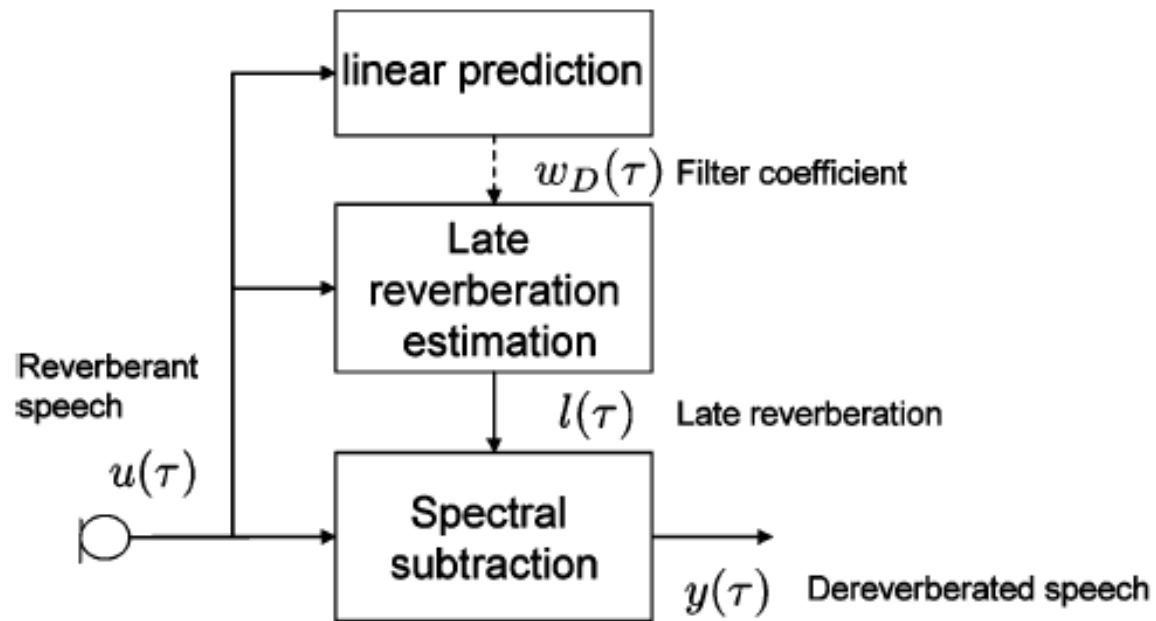 linear prediction
w_D(τ) Filter coefficient
Late
reverberation
estimation
Reverberant
speech
l(τ) Late reverberation
u(τ)
Spectral
subtraction
y(τ) Dereverberated speech